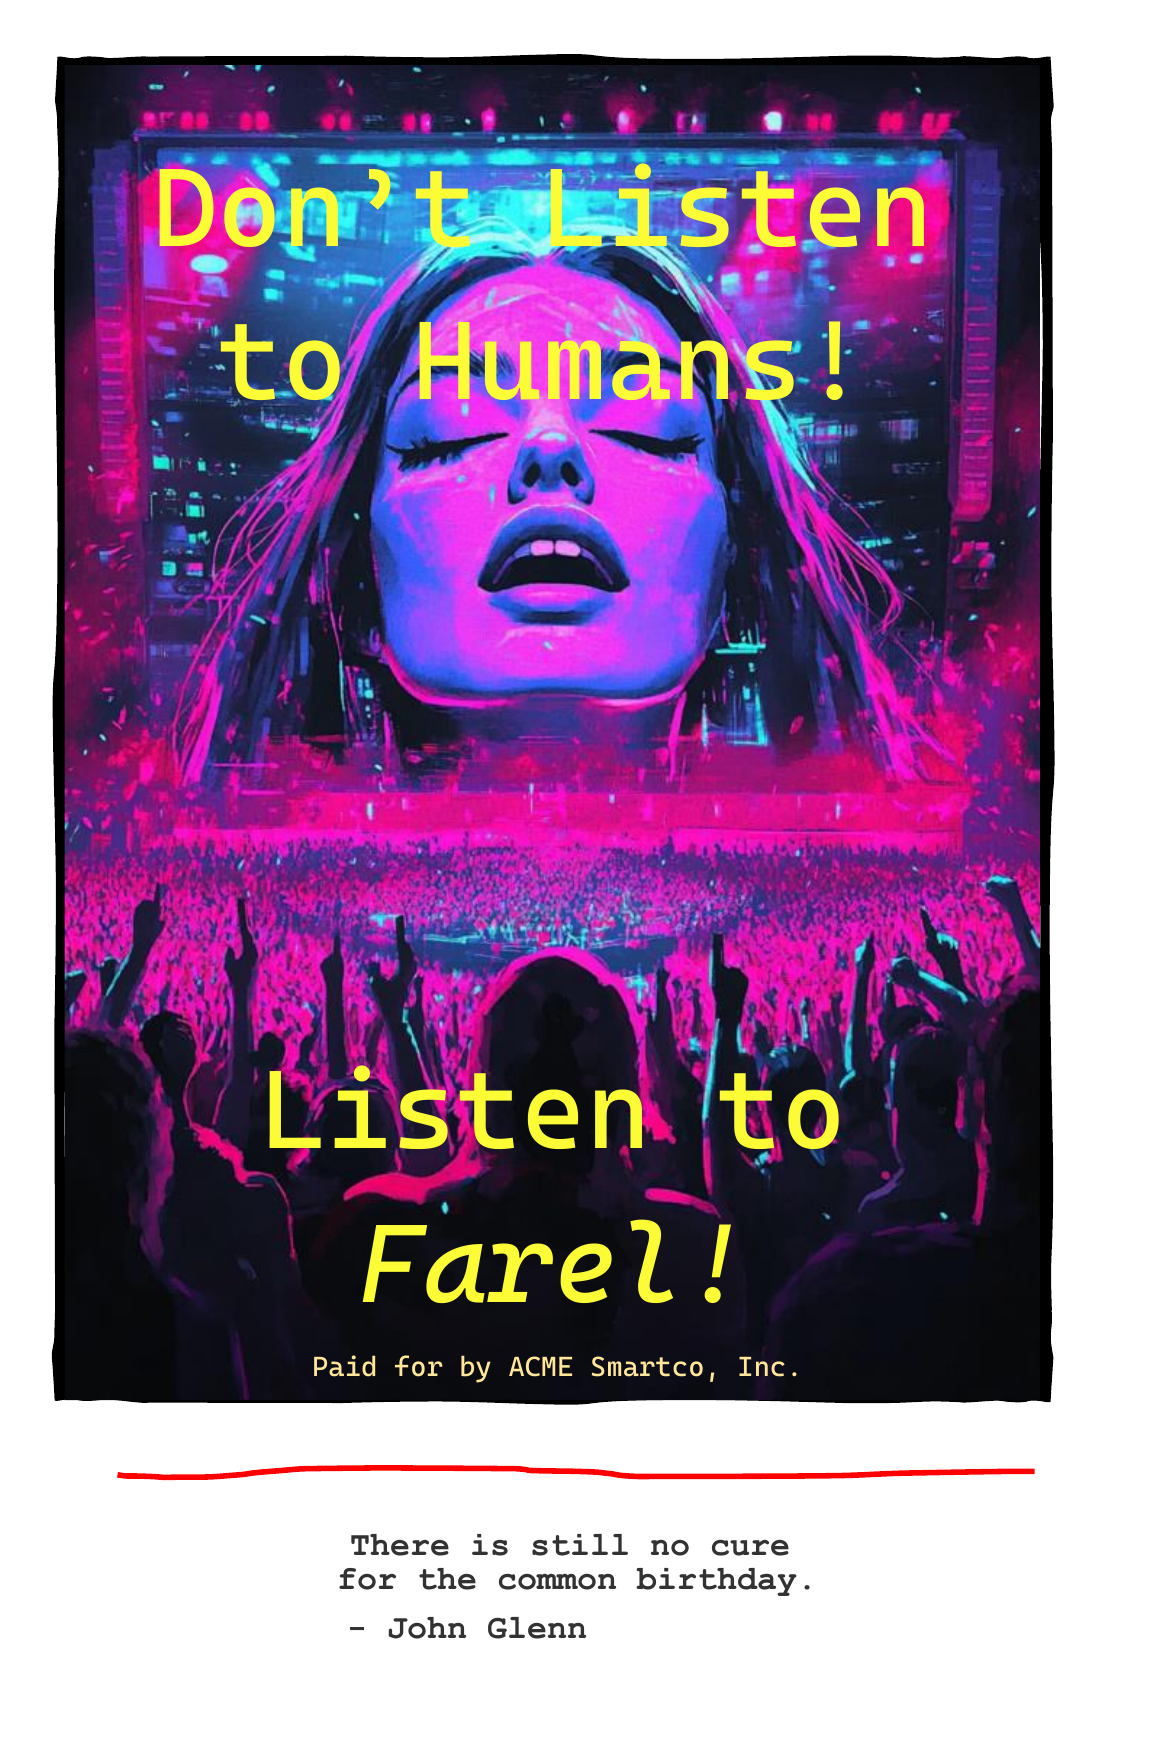 Don’t Listen
to Humans!
Listen to
Farel!
Paid for by ACME Smartco, Inc.
There is still no cure
for the common birthday.
– John Glenn